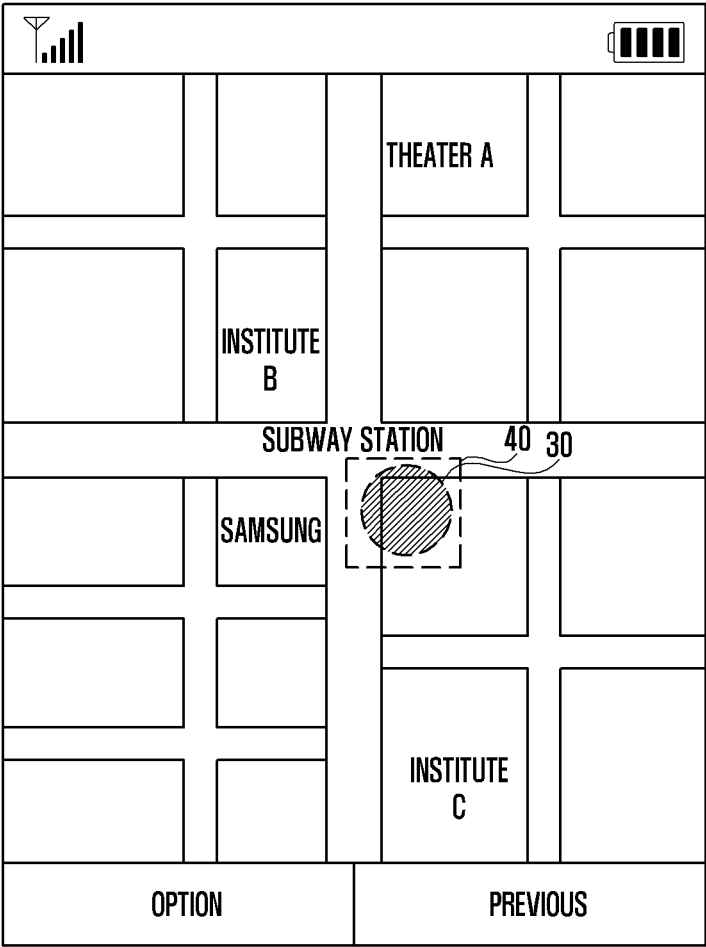 THEATER A
INSTITUTE
B
SUBWAY STATION
40
30
SAMSUNG
INSTITUTE
C
OPTION
PREVIOUS